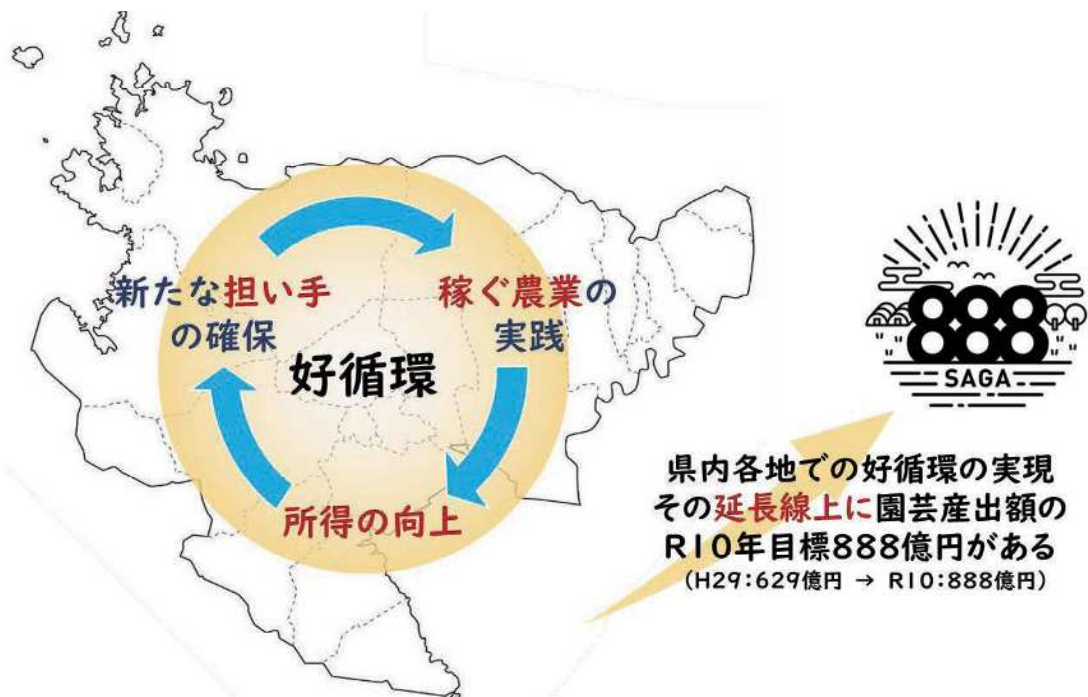 新たな担い手
の確保
稼ぐ農業の
実践
好循環
所得の向上
888
SAGA
県内各地での好循環の実現
その延長線上に園芸産出額の
R10年目標888億円がある
(H29:629億円 → R10:888億円)